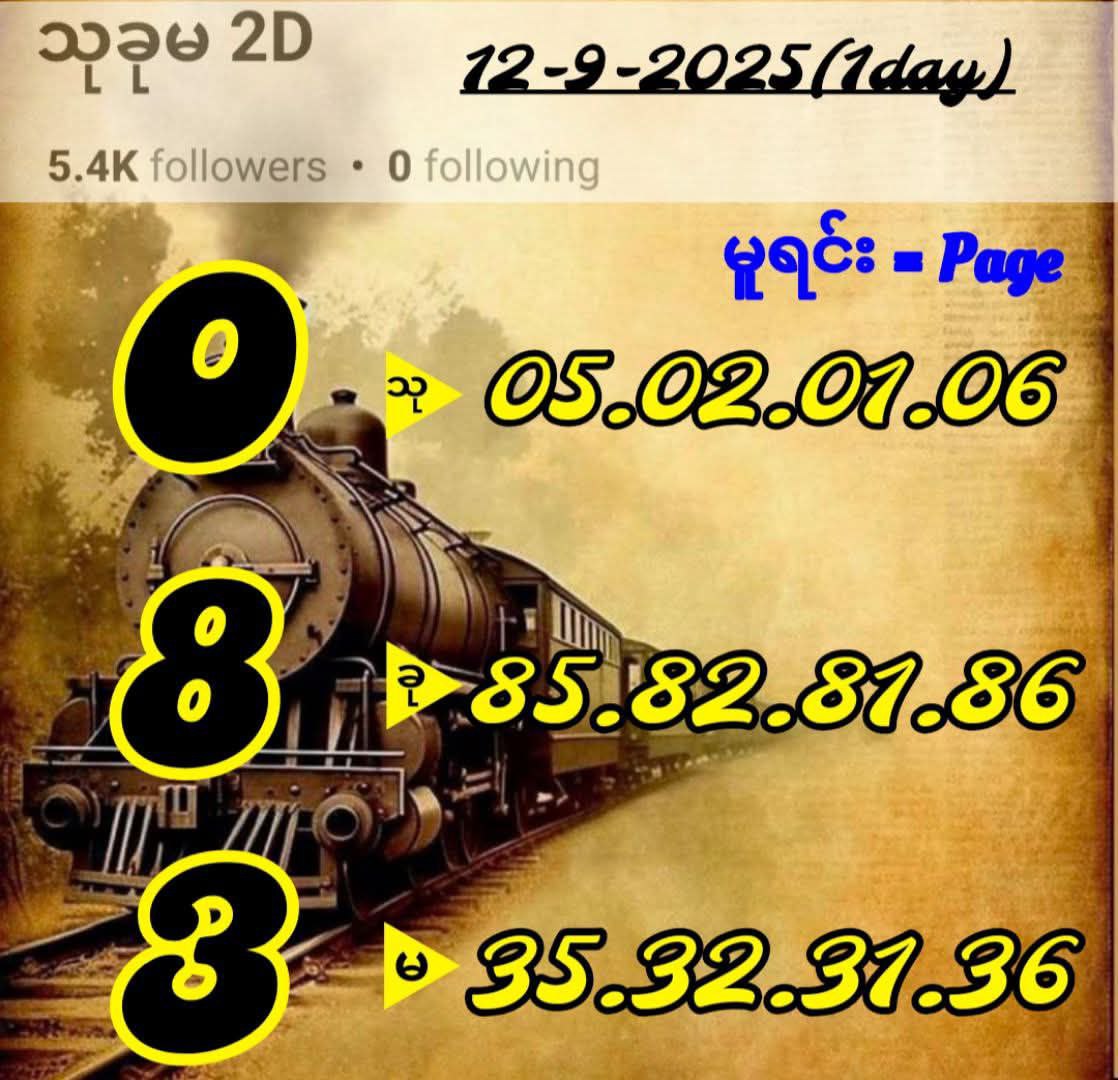 သုခုမ 2D
12-9-2025(1day)
5.4K followers • 0 following
မူရင်း = Page
0 သု 05.02.01.06
8 ခု 85.82.81.86
3 မ 35.32.31.36